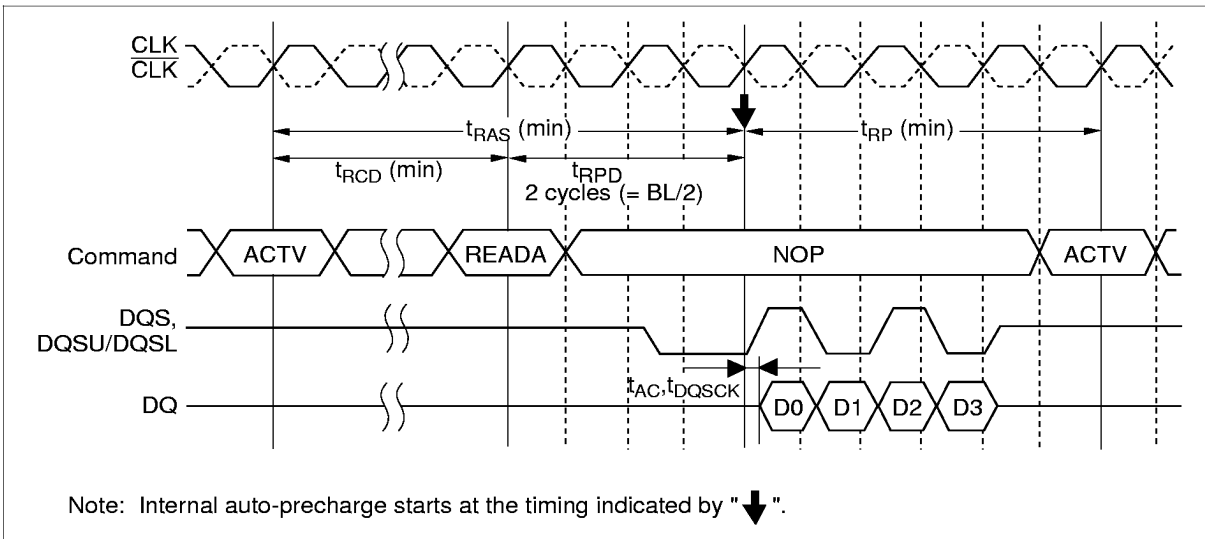 CLK
CLK
tRAS (min)
tRP (min)
tRCD (min)
tRPD
2 cycles (= BL/2)
Command
ACTV
READA
NOP
ACTV
DQS,
DQSU/DQSL
tAC,tDQSCK
DQ
D0
D1
D2
D3
Note: Internal auto-precharge starts at the timing indicated by " ".